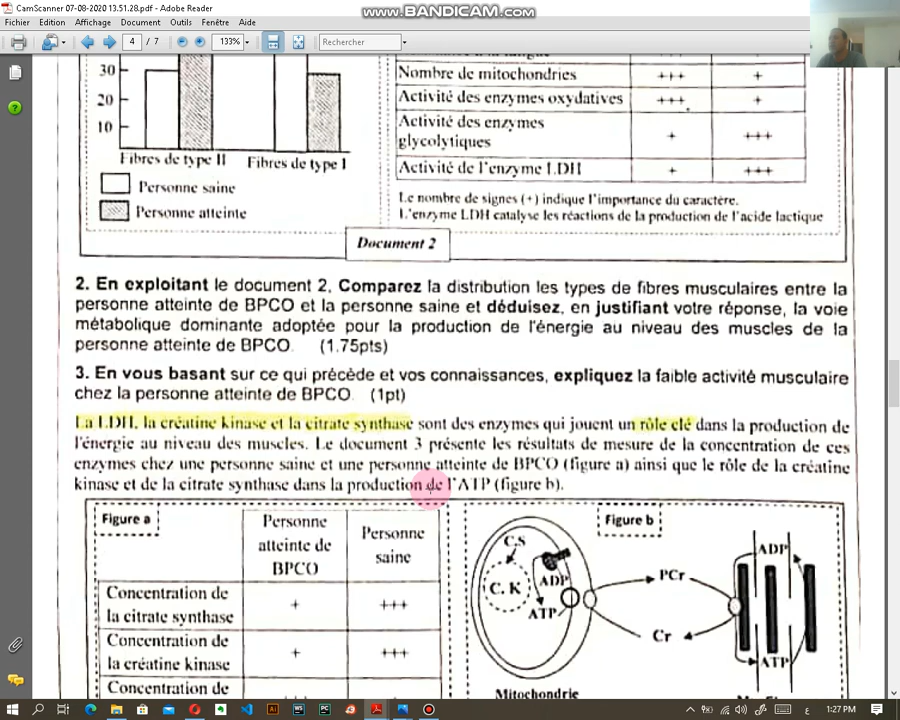 CamScanner 07-08-2020 13.51.28.pdf - Adobe Reader
www.BANDICAM.com
Fichier Edition Affichage Document Outils Fenêtre Aide
4 / 7 133% Rechercher
30
20
10
Fibres de type II Fibres de type I
Personne saine
Personne atteinte
Nombre de mitochondries +++ +
Activité des enzymes oxydatives +++ +
Activité des enzymes
glycolytiques + +++
Activité de l'enzyme LDH + +++
Le nombre de signes (+) indique l'importance du caractère.
L'enzyme LDH catalyse les réactions de la production de l'acide lactique
Document 2
2. En exploitant le document 2, Comparez la distribution les types de fibres musculaires entre la
personne atteinte de BPCO et la personne saine et déduisez, en justifiant votre réponse, la voie
métabolique dominante adoptée pour la production de l'énergie au niveau des muscles de la
personne atteinte de BPCO. (1.75pts)
3. En vous basant sur ce qui précède et vos connaissances, expliquez la faible activité musculaire
chez la personne atteinte de BPCO. (1pt)
La LDH, la créatine kinase et la citrate synthase sont des enzymes qui jouent un rôle clé dans la production de
l'énergie au niveau des muscles. Le document 3 présente les résultats de mesure de la concentration de ces
enzymes chez une personne saine et une personne atteinte de BPCO (figure a) ainsi que le rôle de la créatine
kinase et de la citrate synthase dans la production de l'ATP (figure b).
Figure a
Personne
atteinte de
BPCO
Personne
saine
Concentration de
la citrate synthase + +++
Concentration de
la créatine kinase + +++
Concentration de
Figure b
C.S
C.K
ADP
ATP
PCr
Cr
ADP
ATP
Mitochondrie
1:27 PM